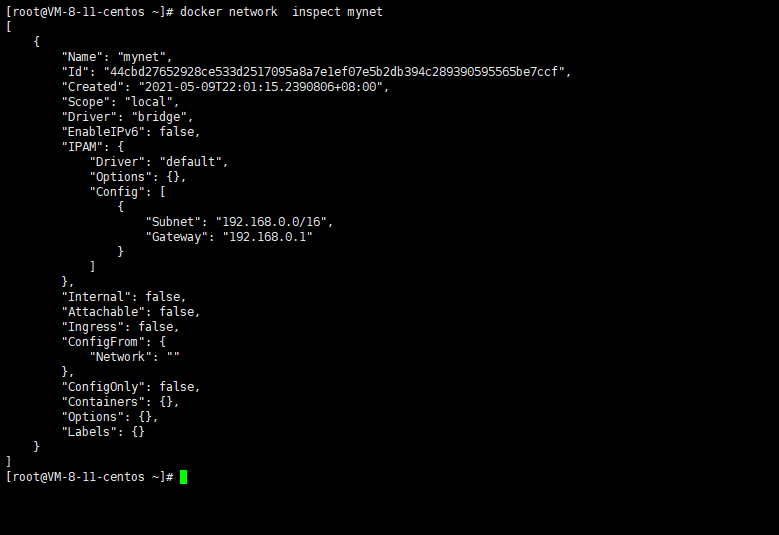 [root@VM-8-11-centos ~]# docker network  inspect mynet
[
    {
        "Name": "mynet",
        "Id": "44cbd27652928ce533d2517095a8a7e1ef07e5b2db394c289390595565be7ccf",
        "Created": "2021-05-09T22:01:15.2390806+08:00",
        "Scope": "local",
        "Driver": "bridge",
        "EnableIPv6": false,
        "IPAM": {
            "Driver": "default",
            "Options": {},
            "Config": [
                {
                    "Subnet": "192.168.0.0/16",
                    "Gateway": "192.168.0.1"
                }
            ]
        },
        "Internal": false,
        "Attachable": false,
        "Ingress": false,
        "ConfigFrom": {
            "Network": ""
        },
        "ConfigOnly": false,
        "Containers": {},
        "Options": {},
        "Labels": {}
    }
]
[root@VM-8-11-centos ~]#